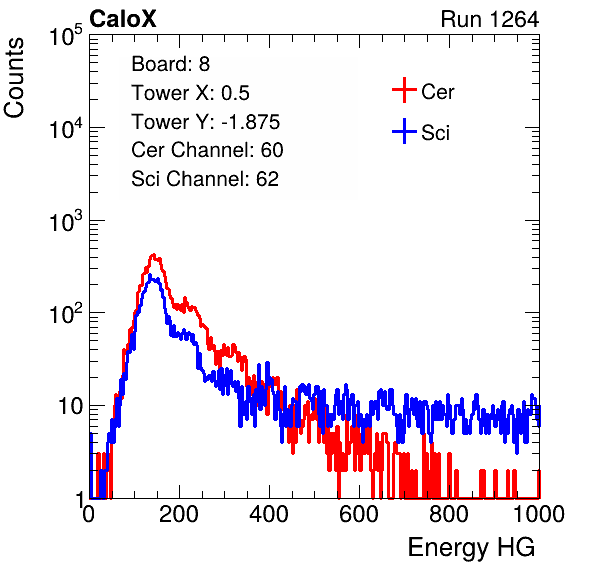 CaloX Run 1264
Counts
Board: 8
Tower X: 0.5
Tower Y: -1.875
Cer Channel: 60
Sci Channel: 62
Cer
Sci
10^5
10^4
10^3
10^2
10
1
0 200 400 600 800 1000
Energy HG